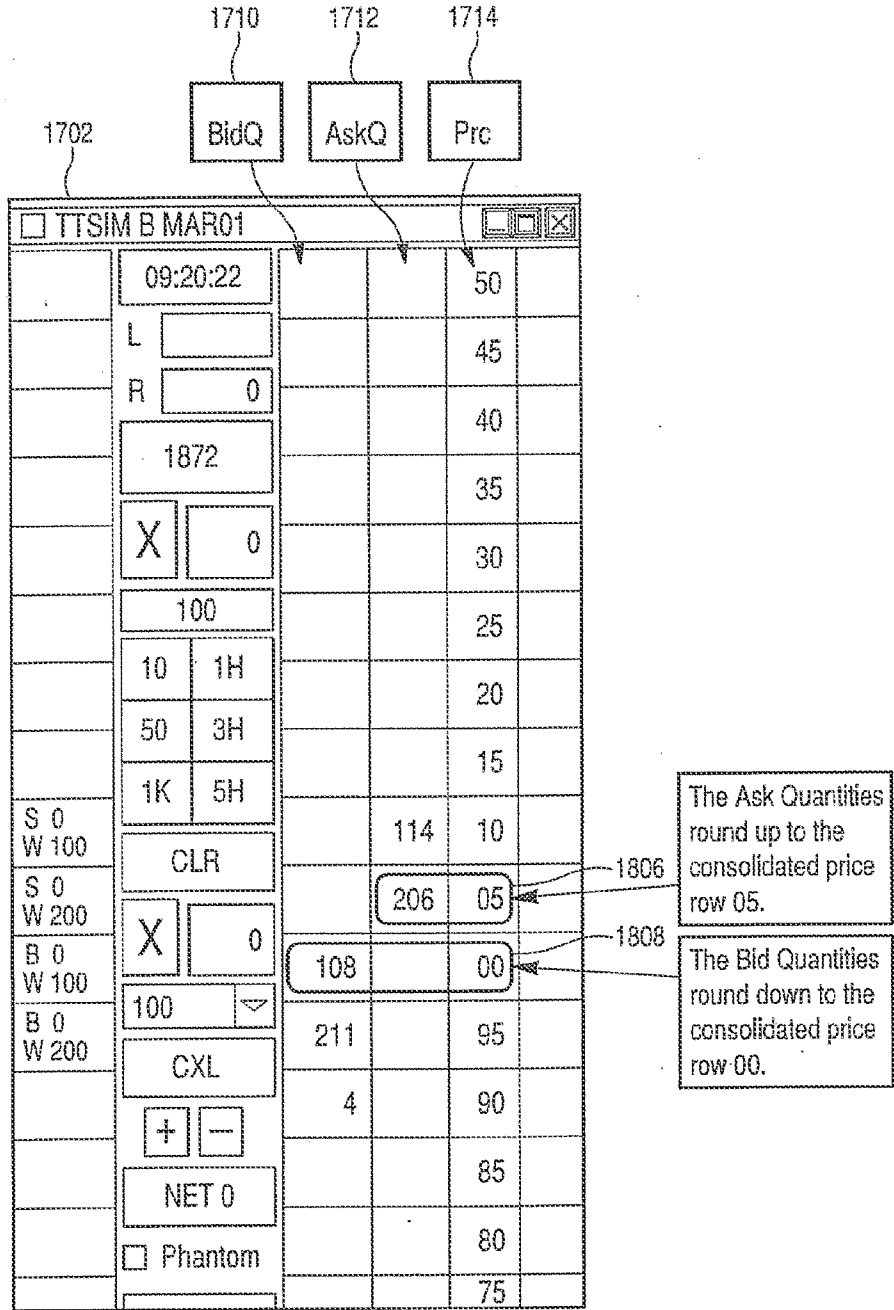 1710 1712 1714
BidQ AskQ Prc
1702
TTSIM B MAR01
09:20:22 50
L 45
R 0 40
1872 35
X 0 30
100 25
10 1H 20
50 3H 15
1K 5H
S 0
W 100 114 10
CLR
S 0
W 200 206 05
1806
The Ask Quantities
round up to the
consolidated price
row 05.
X 0
B 0
W 100 108 00
1808
The Bid Quantities
round down to the
consolidated price
row 00.
100
B 0
W 200 211 95
CXL
4 90
+ −
85
NET 0
80
Phantom
75